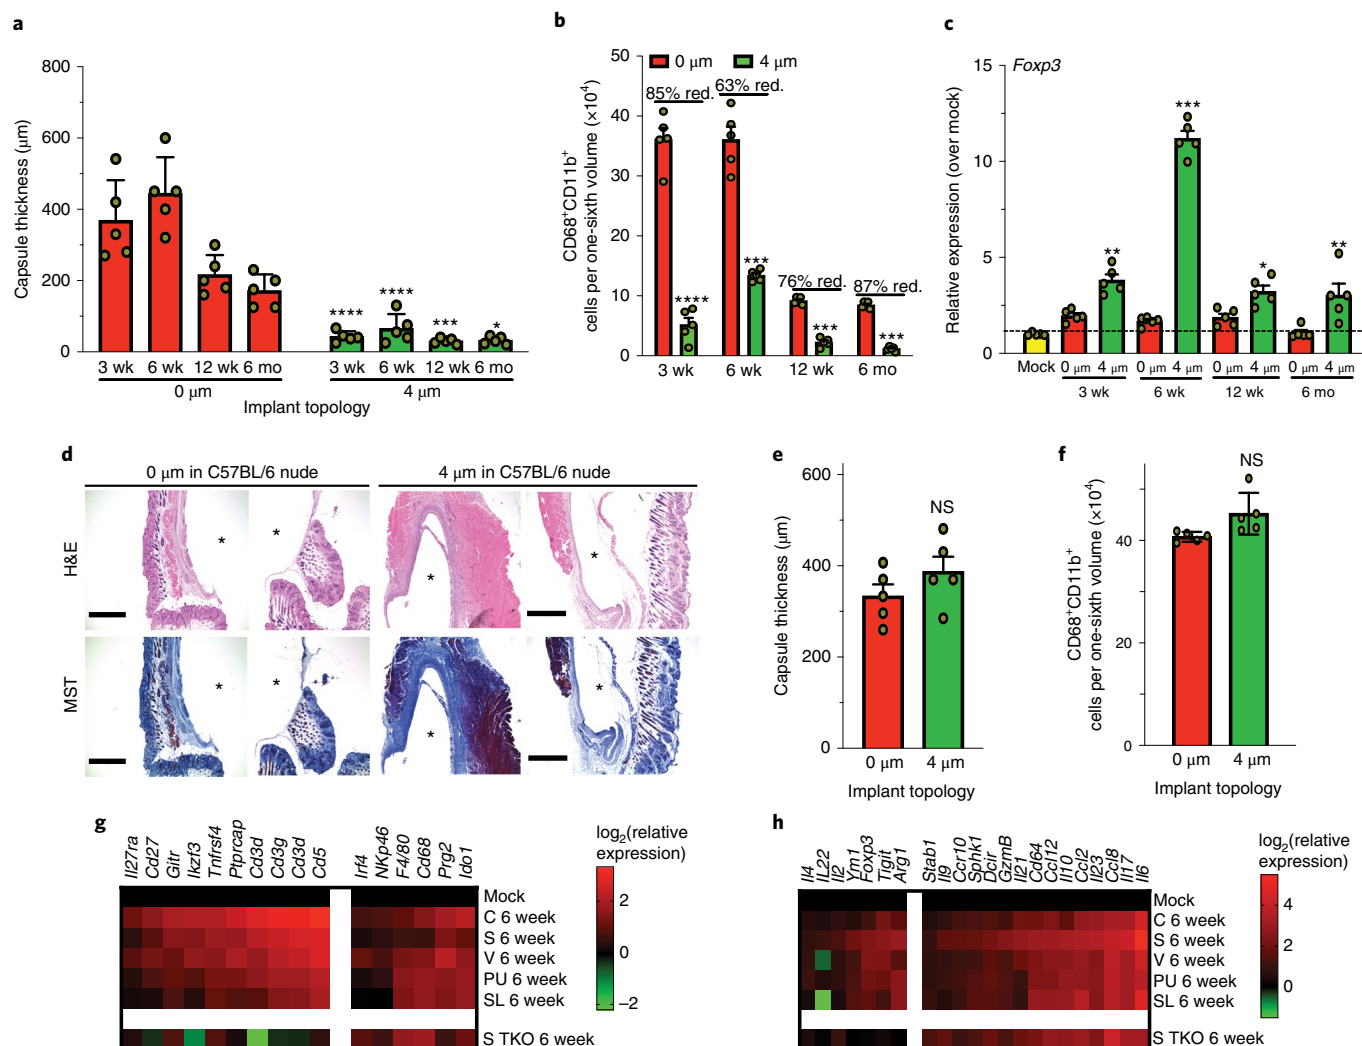 a
Capsule thickness (μm)
800
600
400
200
0
3 wk 6 wk 12 wk 6 mo 3 wk 6 wk 12 wk 6 mo
**** **** *** *
0 μm 4 μm
Implant topology
b
CD68+CD11b+
cells per one-sixth volume (×10⁴)
50
40
30
20
10
0
0 μm 4 μm
85% red. 63% red.
76% red. 87% red.
**** *** *** ***
3 wk 6 wk 12 wk 6 mo
c
Foxp3
Relative expression (over mock)
15
10
5
0
** *** * **
Mock 0 μm 4 μm 0 μm 4 μm 0 μm 4 μm 0 μm 4 μm
3 wk 6 wk 12 wk 6 mo
d
0 μm in C57BL/6 nude 4 μm in C57BL/6 nude
H&E
* * * *
MST
* * * *
e
Capsule thickness (μm)
600
400
200
0
NS
0 μm 4 μm
Implant topology
f
CD68-CD11b+
cells per one-sixth volume (×10⁴)
40
20
0
NS
0 μm 4 μm
Implant topology
g
Il27ra Cd27 Gitr Ikzf3 Tnfrsf4 Ptprcap Cd3d Cd3g Cd3d Cd5 Irf4 NKp46 F4/80 Cd68 Prg2 Ido1
Mock
C 6 week
S 6 week
V 6 week
PU 6 week
SL 6 week
S TKO 6 week
log₂(relative
expression)
2
0
–2
h
Il4 IL22 Il2 Ym1 Foxp3 Tigit Arg1 Stab1 Il9 Ccr10 Sphk1 Dcir GzmB Il21 Cd64 Ccl12 Il10 Ccl2 Il23 Ccl8 Il17 Il6
Mock
C 6 week
S 6 week
V 6 week
PU 6 week
SL 6 week
S TKO 6 week
log₂(relative
expression)
4
2
0